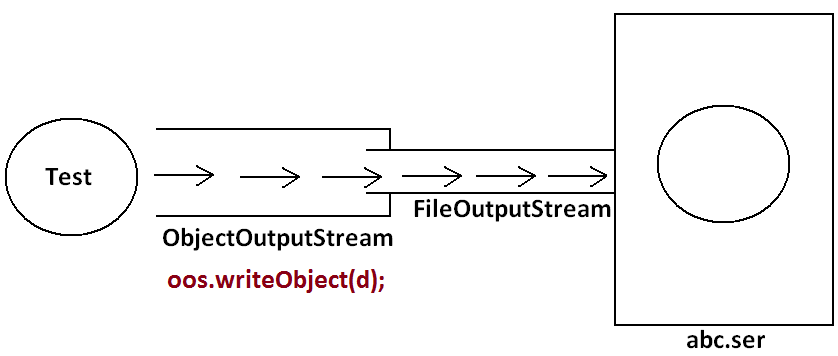 Test
ObjectOutputStream
oos.writeObject(d);
FileOutputStream
abc.ser